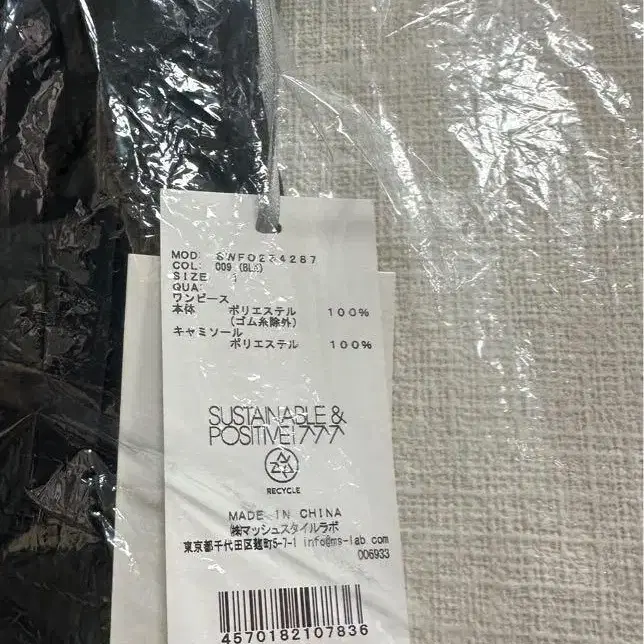 MOD: SWFO234287
COL: 009 (BLK)
SIZE:
QUA:
ワンピース
本体 ポリエステル 100%
(ゴム糸除外)
キャミソール
ポリエステル 100%
SUSTAINABLE &
POSITIVE 777
RECYCLE
MADE IN CHINA
㈱マッシュスタイルラボ
東京都千代田区麹町5-7-1 info@ms-lab.com
006933
4570182107836